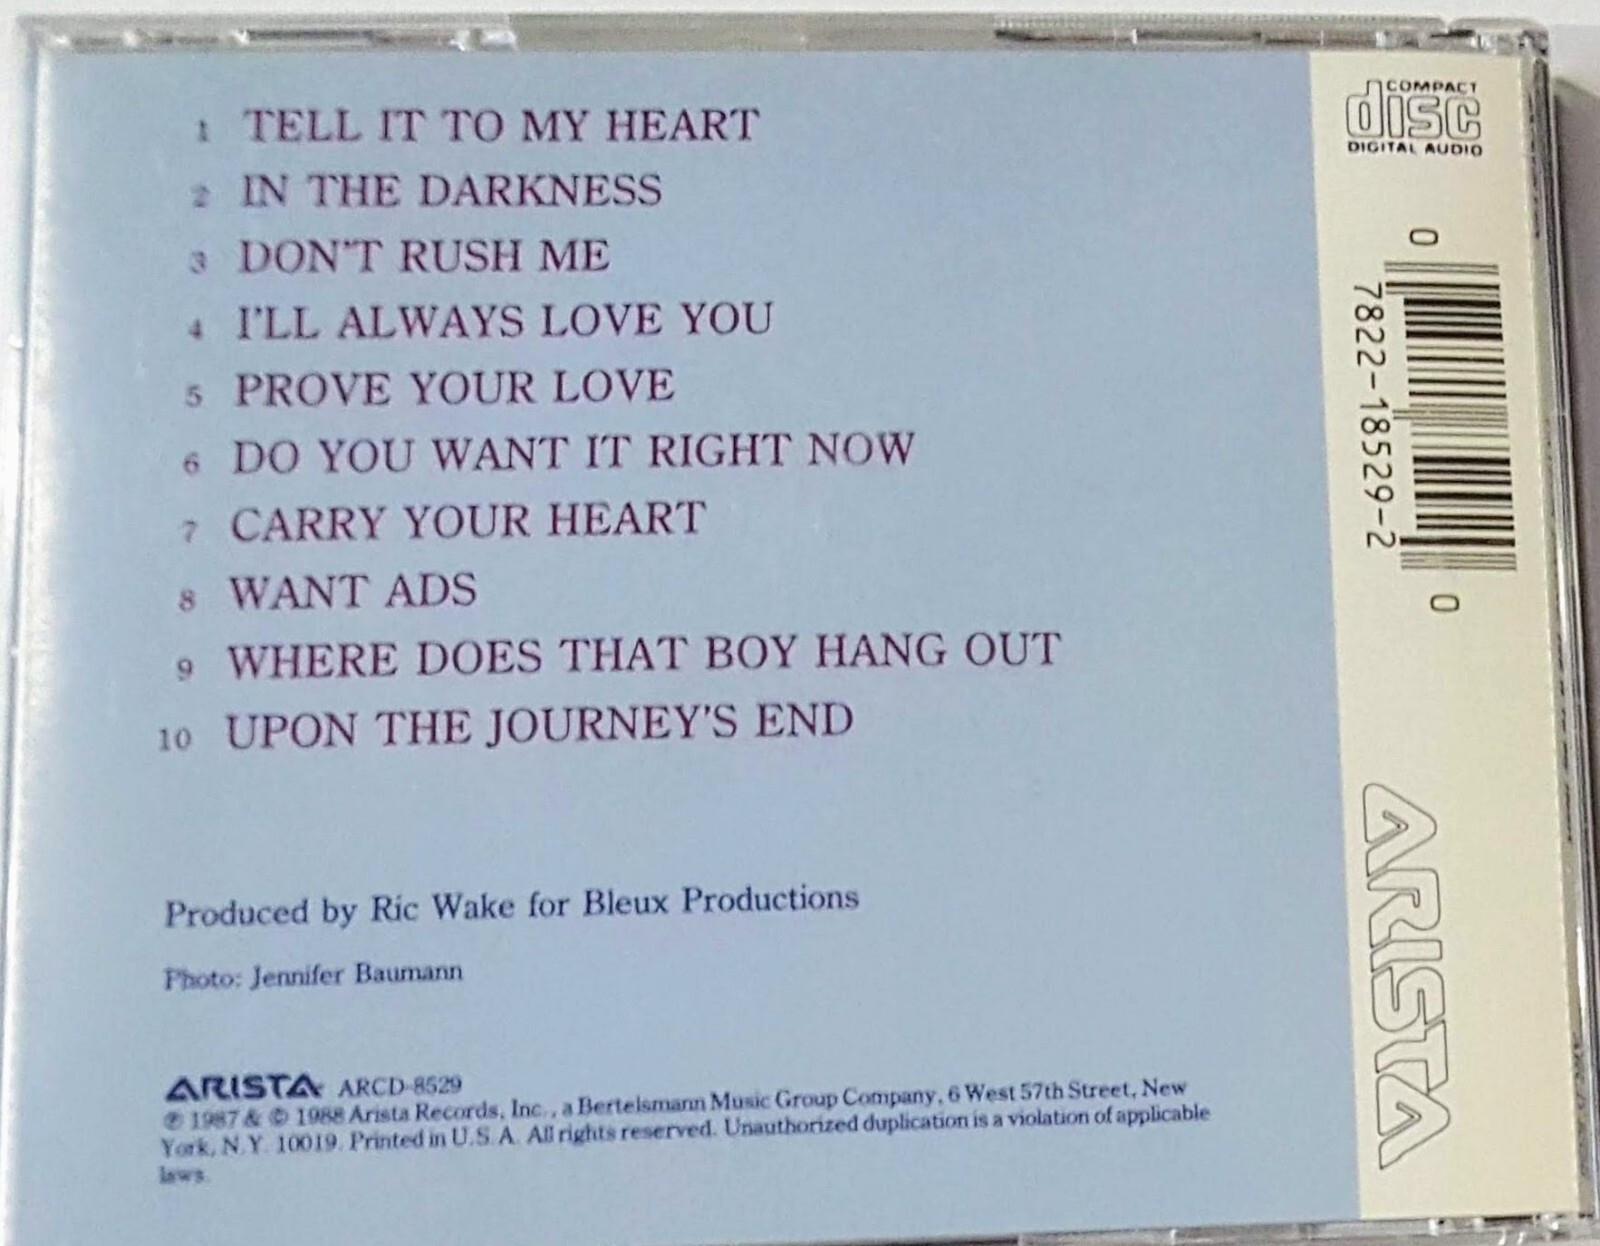 1 TELL IT TO MY HEART
2 IN THE DARKNESS
3 DON'T RUSH ME
4 I'LL ALWAYS LOVE YOU
5 PROVE YOUR LOVE
6 DO YOU WANT IT RIGHT NOW
7 CARRY YOUR HEART
8 WANT ADS
9 WHERE DOES THAT BOY HANG OUT
10 UPON THE JOURNEY'S END
Produced by Ric Wake for Bleux Productions
Photo: Jennifer Baumann
ARISTA ARCD-8529
℗ 1987 & © 1988 Arista Records, Inc., a Bertelsmann Music Group Company, 6 West 57th Street, New
York, N.Y. 10019. Printed in U.S.A. All rights reserved. Unauthorized duplication is a violation of applicable
laws.
COMPACT
disc
DIGITAL AUDIO
0
7822-18529-2
0
ARISTA